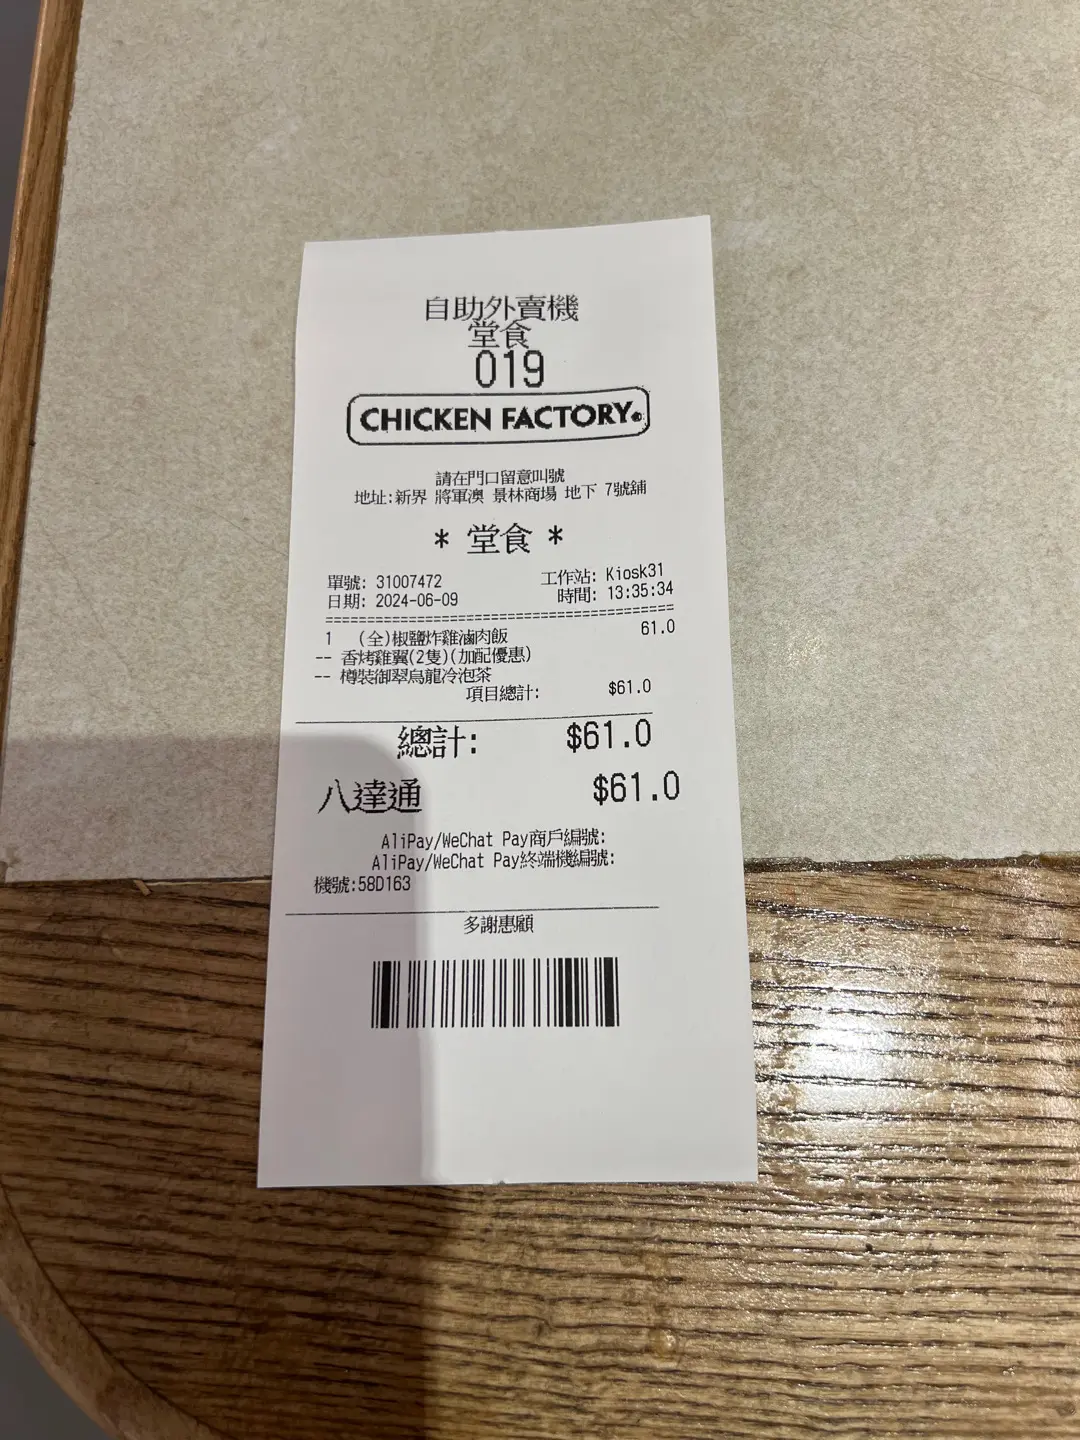 自助外賣機
堂食
019
CHICKEN FACTORY®
請在門口留意叫號
地址:新界 將軍澳 景林商場 地下 7號舖
* 堂食 *
單號: 31007472 工作站: Kiosk31
日期: 2024-06-09 時間: 13:35:34
==========================================
1 (全)椒鹽炸雞滷肉飯 61.0
-- 香烤雞翼(2隻)(加配優惠)
-- 樽裝御翠烏龍冷泡茶
項目總計: $61.0
總計: $61.0
八達通 $61.0
AliPay/WeChat Pay商戶編號:
AliPay/WeChat Pay終端機編號:
機號:58D163
多謝惠顧